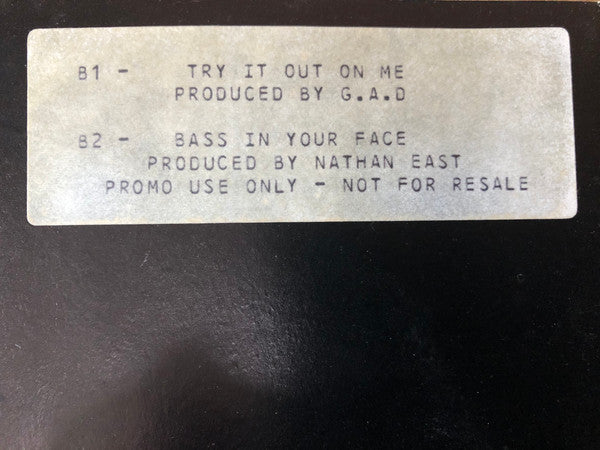 B1 - TRY IT OUT ON ME
PRODUCED BY G.A.D
B2 - BASS IN YOUR FACE
PRODUCED BY NATHAN EAST
PROMO USE ONLY - NOT FOR RESALE